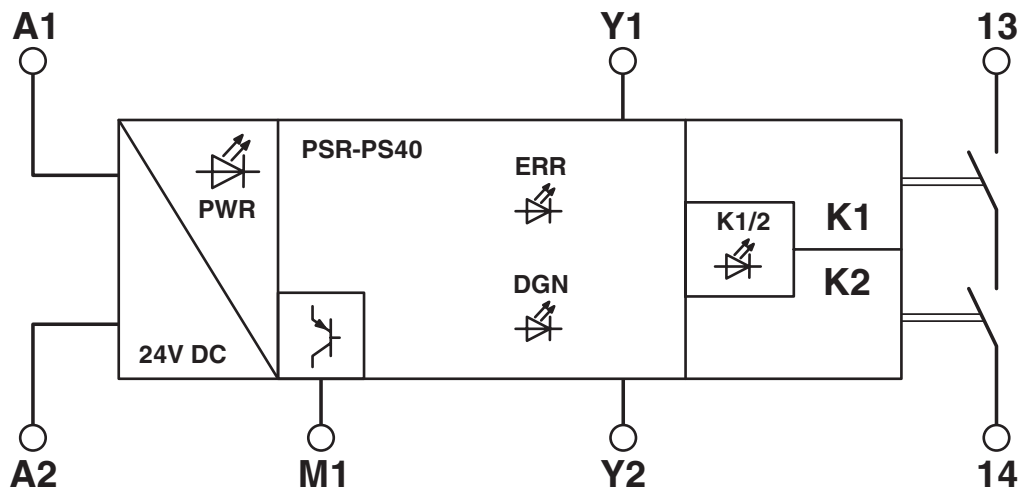 A1
Y1
13
PSR-PS40
ERR
PWR
K1/2
K1
K2
DGN
24V DC
A2
M1
Y2
14